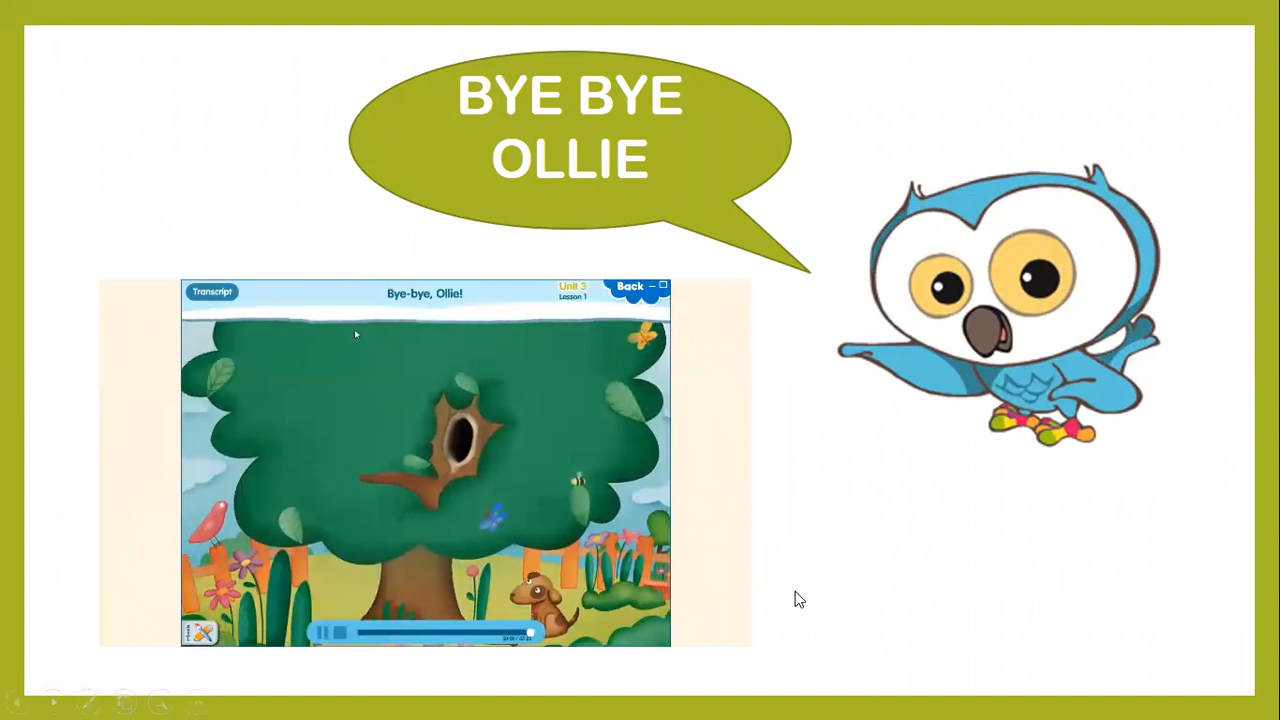 BYE BYE
OLLIE
Transcript
Bye-bye, Ollie!
Unit 3
Lesson 1
Back